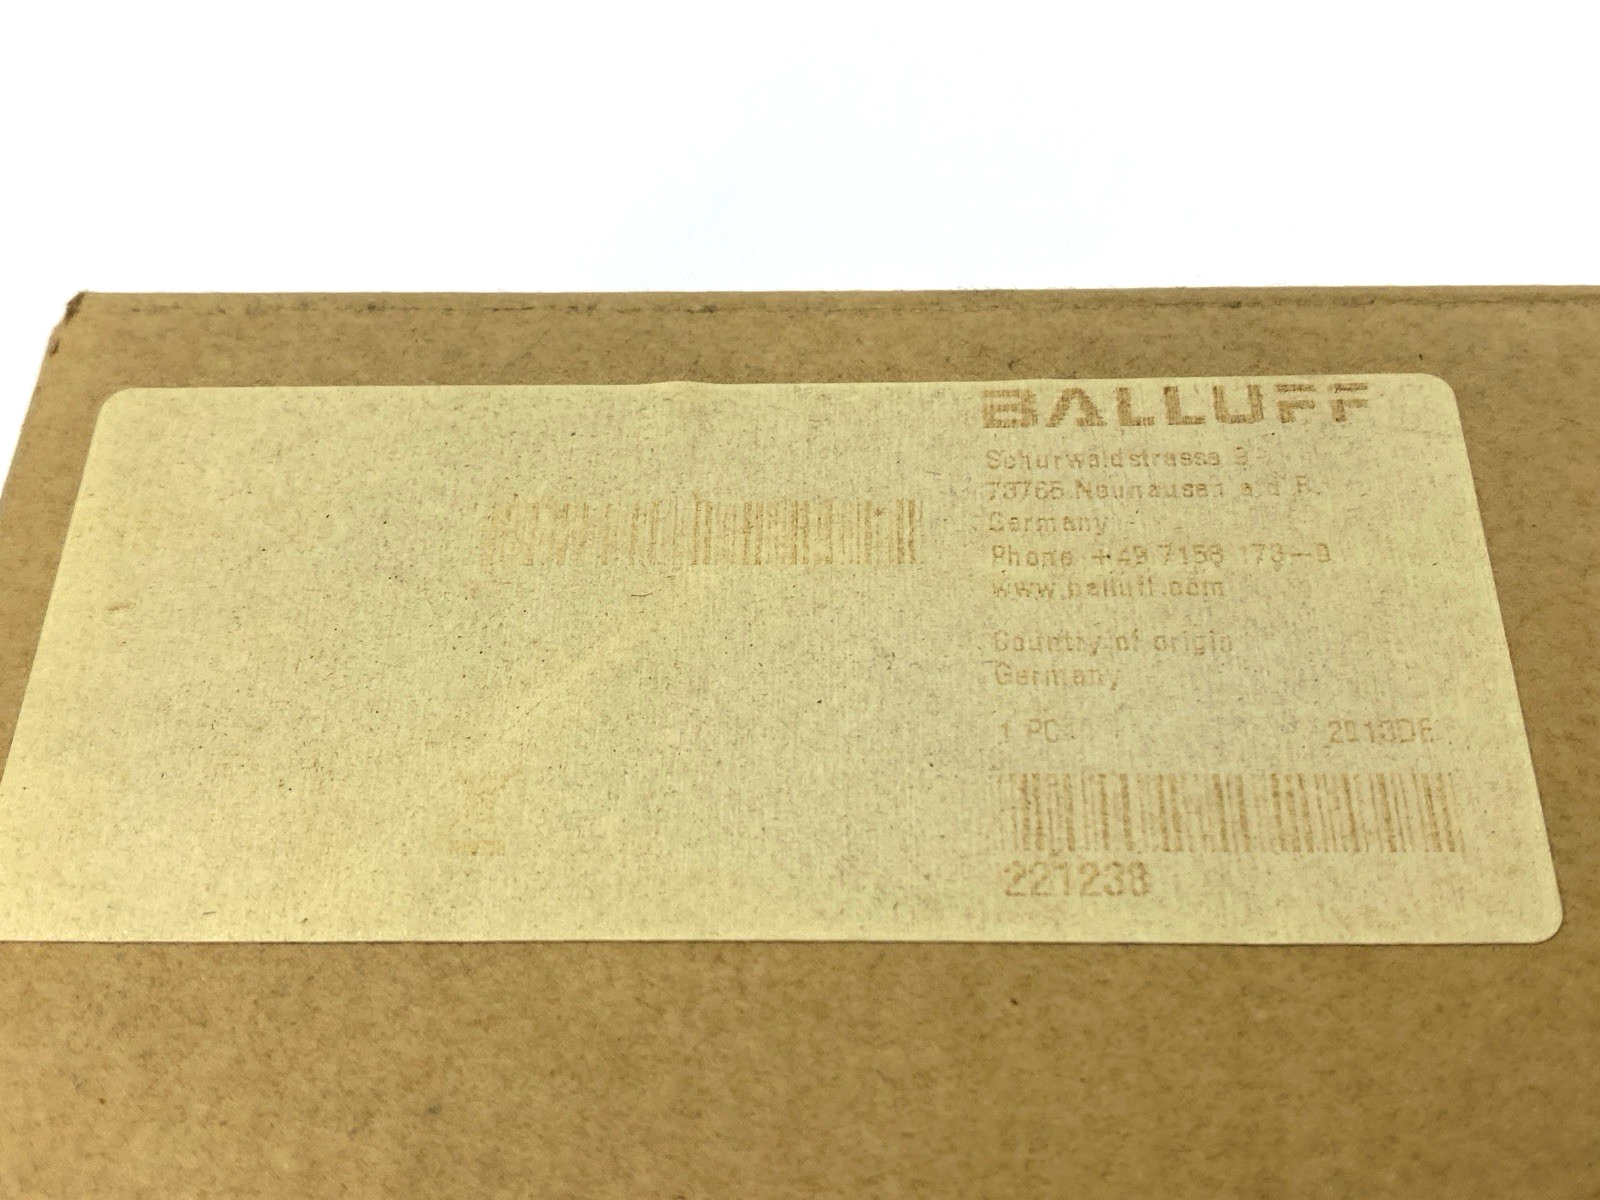 BALLUFF
Schurwaldstrasse 9
73765 Neuhausen a.d.F.
Germany
Phone +49 7158 173-0
www.balluff.com
Country of origin
Germany
1 PC 2013DE
221238